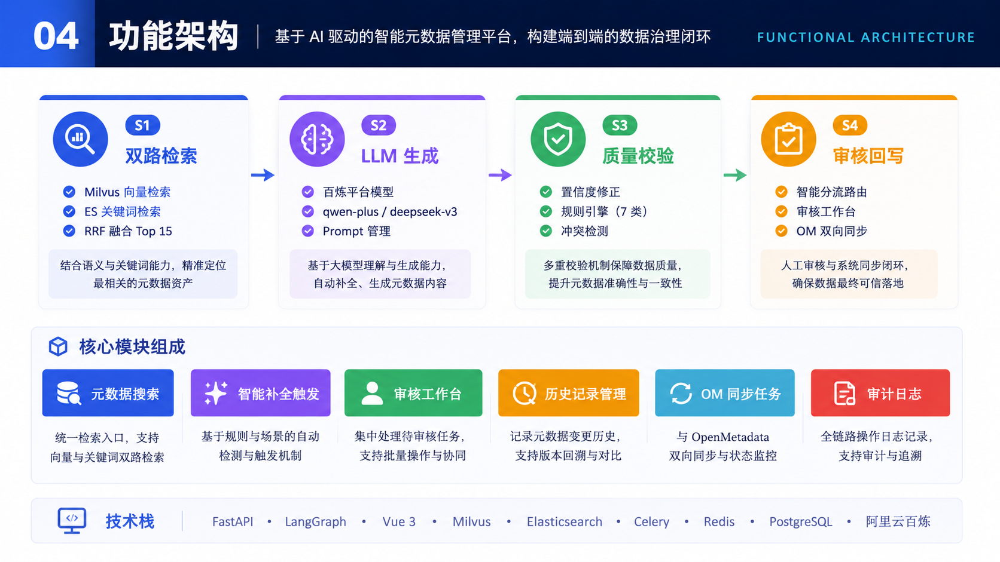 04
功能架构
基于 AI 驱动的智能元数据管理平台，构建端到端的数据治理闭环
FUNCTIONAL ARCHITECTURE
S1
双路检索
Milvus 向量检索
ES 关键词检索
RRF 融合 Top 15
结合语义与关键词能力，精准定位
最相关的元数据资产
S2
LLM 生成
百炼平台模型
qwen-plus / deepseek-v3
Prompt 管理
基于大模型理解与生成能力，
自动补全、生成元数据内容
S3
质量校验
置信度修正
规则引擎（7 类）
冲突检测
多重校验机制保障数据质量，
提升元数据准确性与一致性
S4
审核回写
智能分流路由
审核工作台
OM 双向同步
人工审核与系统同步闭环，
确保数据最终可信落地
核心模块组成
元数据搜索
统一检索入口，支持
向量与关键词双路检索
智能补全触发
基于规则与场景的自动
检测与触发机制
审核工作台
集中处理待审核任务，
支持批量操作与协同
历史记录管理
记录元数据变更历史，
支持版本回溯与对比
OM 同步任务
与 OpenMetadata
双向同步与状态监控
审计日志
全链路操作日志记录，
支持审计与追溯
</>
技术栈
FastAPI • LangGraph • Vue 3 • Milvus • Elasticsearch • Celery • Redis • PostgreSQL • 阿里云百炼